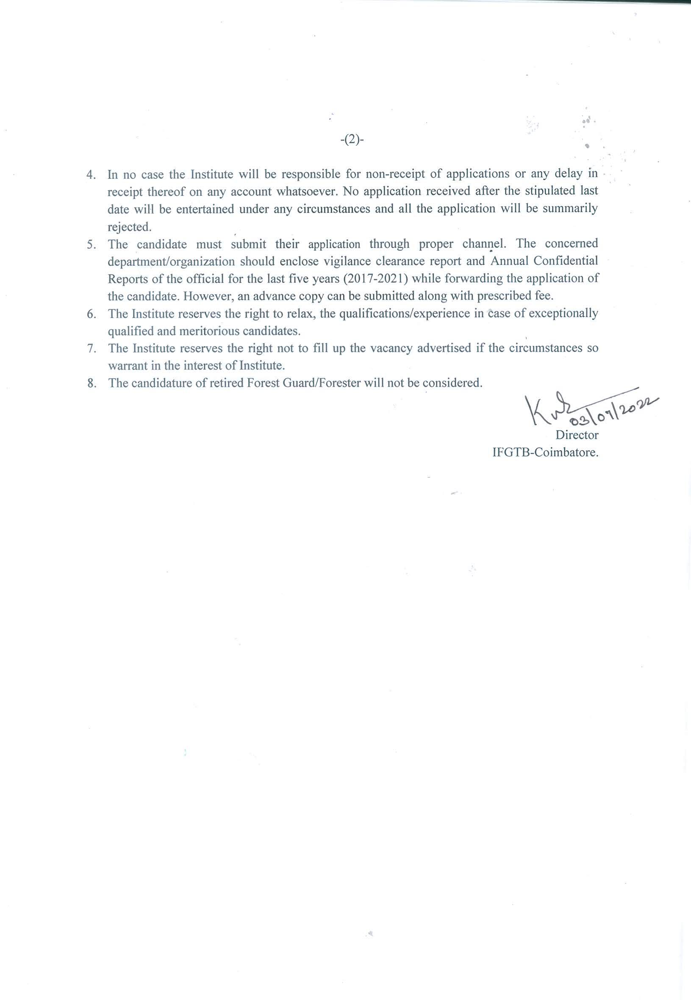 -(2)-
4. In no case the Institute will be responsible for non-receipt of applications or any delay in
receipt thereof on any account whatsoever. No application received after the stipulated last
date will be entertained under any circumstances and all the application will be summarily
rejected.
5. The candidate must submit their application through proper channel. The concerned
department/organization should enclose vigilance clearance report and Annual Confidential
Reports of the official for the last five years (2017-2021) while forwarding the application of
the candidate. However, an advance copy can be submitted along with prescribed fee.
6. The Institute reserves the right to relax, the qualifications/experience in case of exceptionally
qualified and meritorious candidates.
7. The Institute reserves the right not to fill up the vacancy advertised if the circumstances so
warrant in the interest of Institute.
8. The candidature of retired Forest Guard/Forester will not be considered.
Director
IFGTB-Coimbatore.